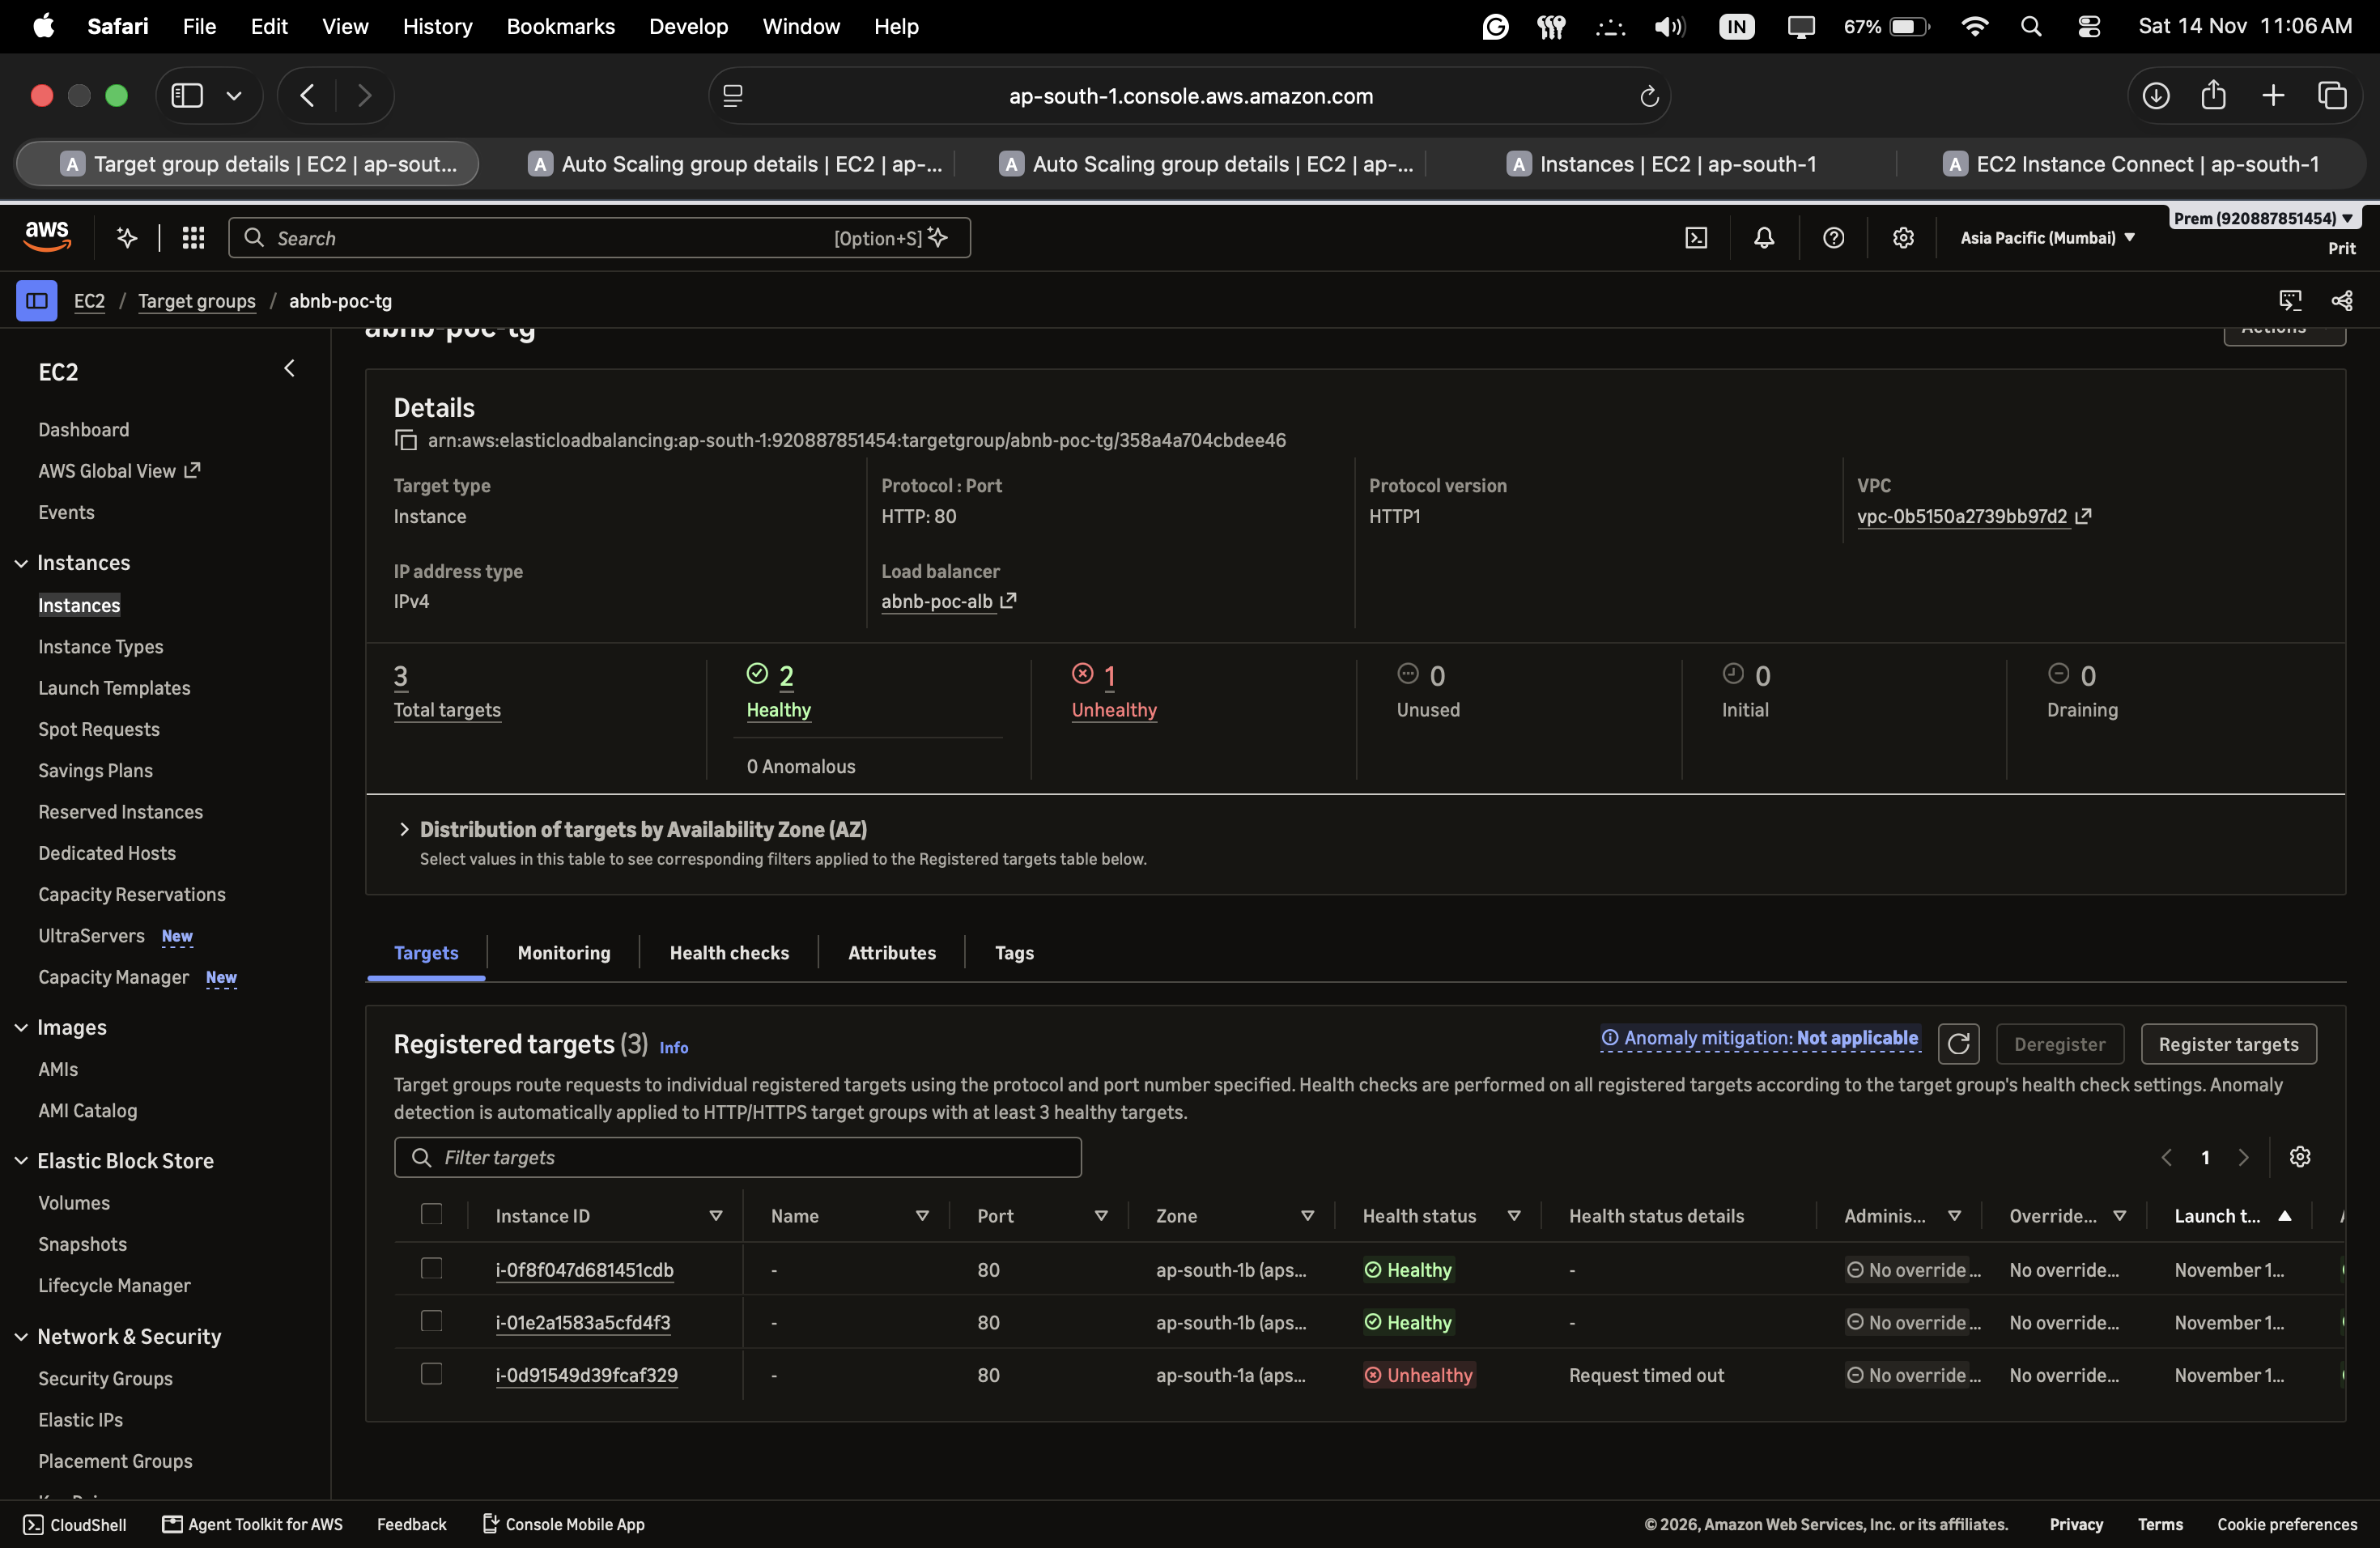 Safari File Edit View History Bookmarks Develop Window Help IN 67% Sat 14 Nov 11:06 AM
ap-south-1.console.aws.amazon.com
A Target group details | EC2 | ap-sout... A Auto Scaling group details | EC2 | ap-... A Auto Scaling group details | EC2 | ap-... A Instances | EC2 | ap-south-1 A EC2 Instance Connect | ap-south-1
aws Search [Option+S] Asia Pacific (Mumbai) Prem (920887851454)
Prit
EC2 / Target groups / abnb-poc-tg
abnb-poc-tg Actions
EC2
Dashboard
AWS Global View
Events
Instances
Instances
Instance Types
Launch Templates
Spot Requests
Savings Plans
Reserved Instances
Dedicated Hosts
Capacity Reservations
UltraServers New
Capacity Manager New
Images
AMIs
AMI Catalog
Elastic Block Store
Volumes
Snapshots
Lifecycle Manager
Network & Security
Security Groups
Elastic IPs
Placement Groups
Details
arn:aws:elasticloadbalancing:ap-south-1:920887851454:targetgroup/abnb-poc-tg/358a4a704cbdee46
Target type Protocol : Port Protocol version VPC
Instance HTTP: 80 HTTP1 vpc-0b5150a2739bb97d2
IP address type Load balancer
IPv4 abnb-poc-alb
3 2 1 0 0 0
Total targets Healthy Unhealthy Unused Initial Draining
0 Anomalous
Distribution of targets by Availability Zone (AZ)
Select values in this table to see corresponding filters applied to the Registered targets table below.
Targets Monitoring Health checks Attributes Tags
Registered targets (3) Info Anomaly mitigation: Not applicable Deregister Register targets
Target groups route requests to individual registered targets using the protocol and port number specified. Health checks are performed on all registered targets according to the target group's health check settings. Anomaly
detection is automatically applied to HTTP/HTTPS target groups with at least 3 healthy targets.
Filter targets 1
Instance ID Name Port Zone Health status Health status details Adminis... Override... Launch t...
i-0f8f047d681451cdb - 80 ap-south-1b (aps... Healthy - No override... No override... November 1...
i-01e2a1583a5cfd4f3 - 80 ap-south-1b (aps... Healthy - No override... No override... November 1...
i-0d91549d39fcaf329 - 80 ap-south-1a (aps... Unhealthy Request timed out No override... No override... November 1...
CloudShell Agent Toolkit for AWS Feedback Console Mobile App © 2026, Amazon Web Services, Inc. or its affiliates. Privacy Terms Cookie preferences